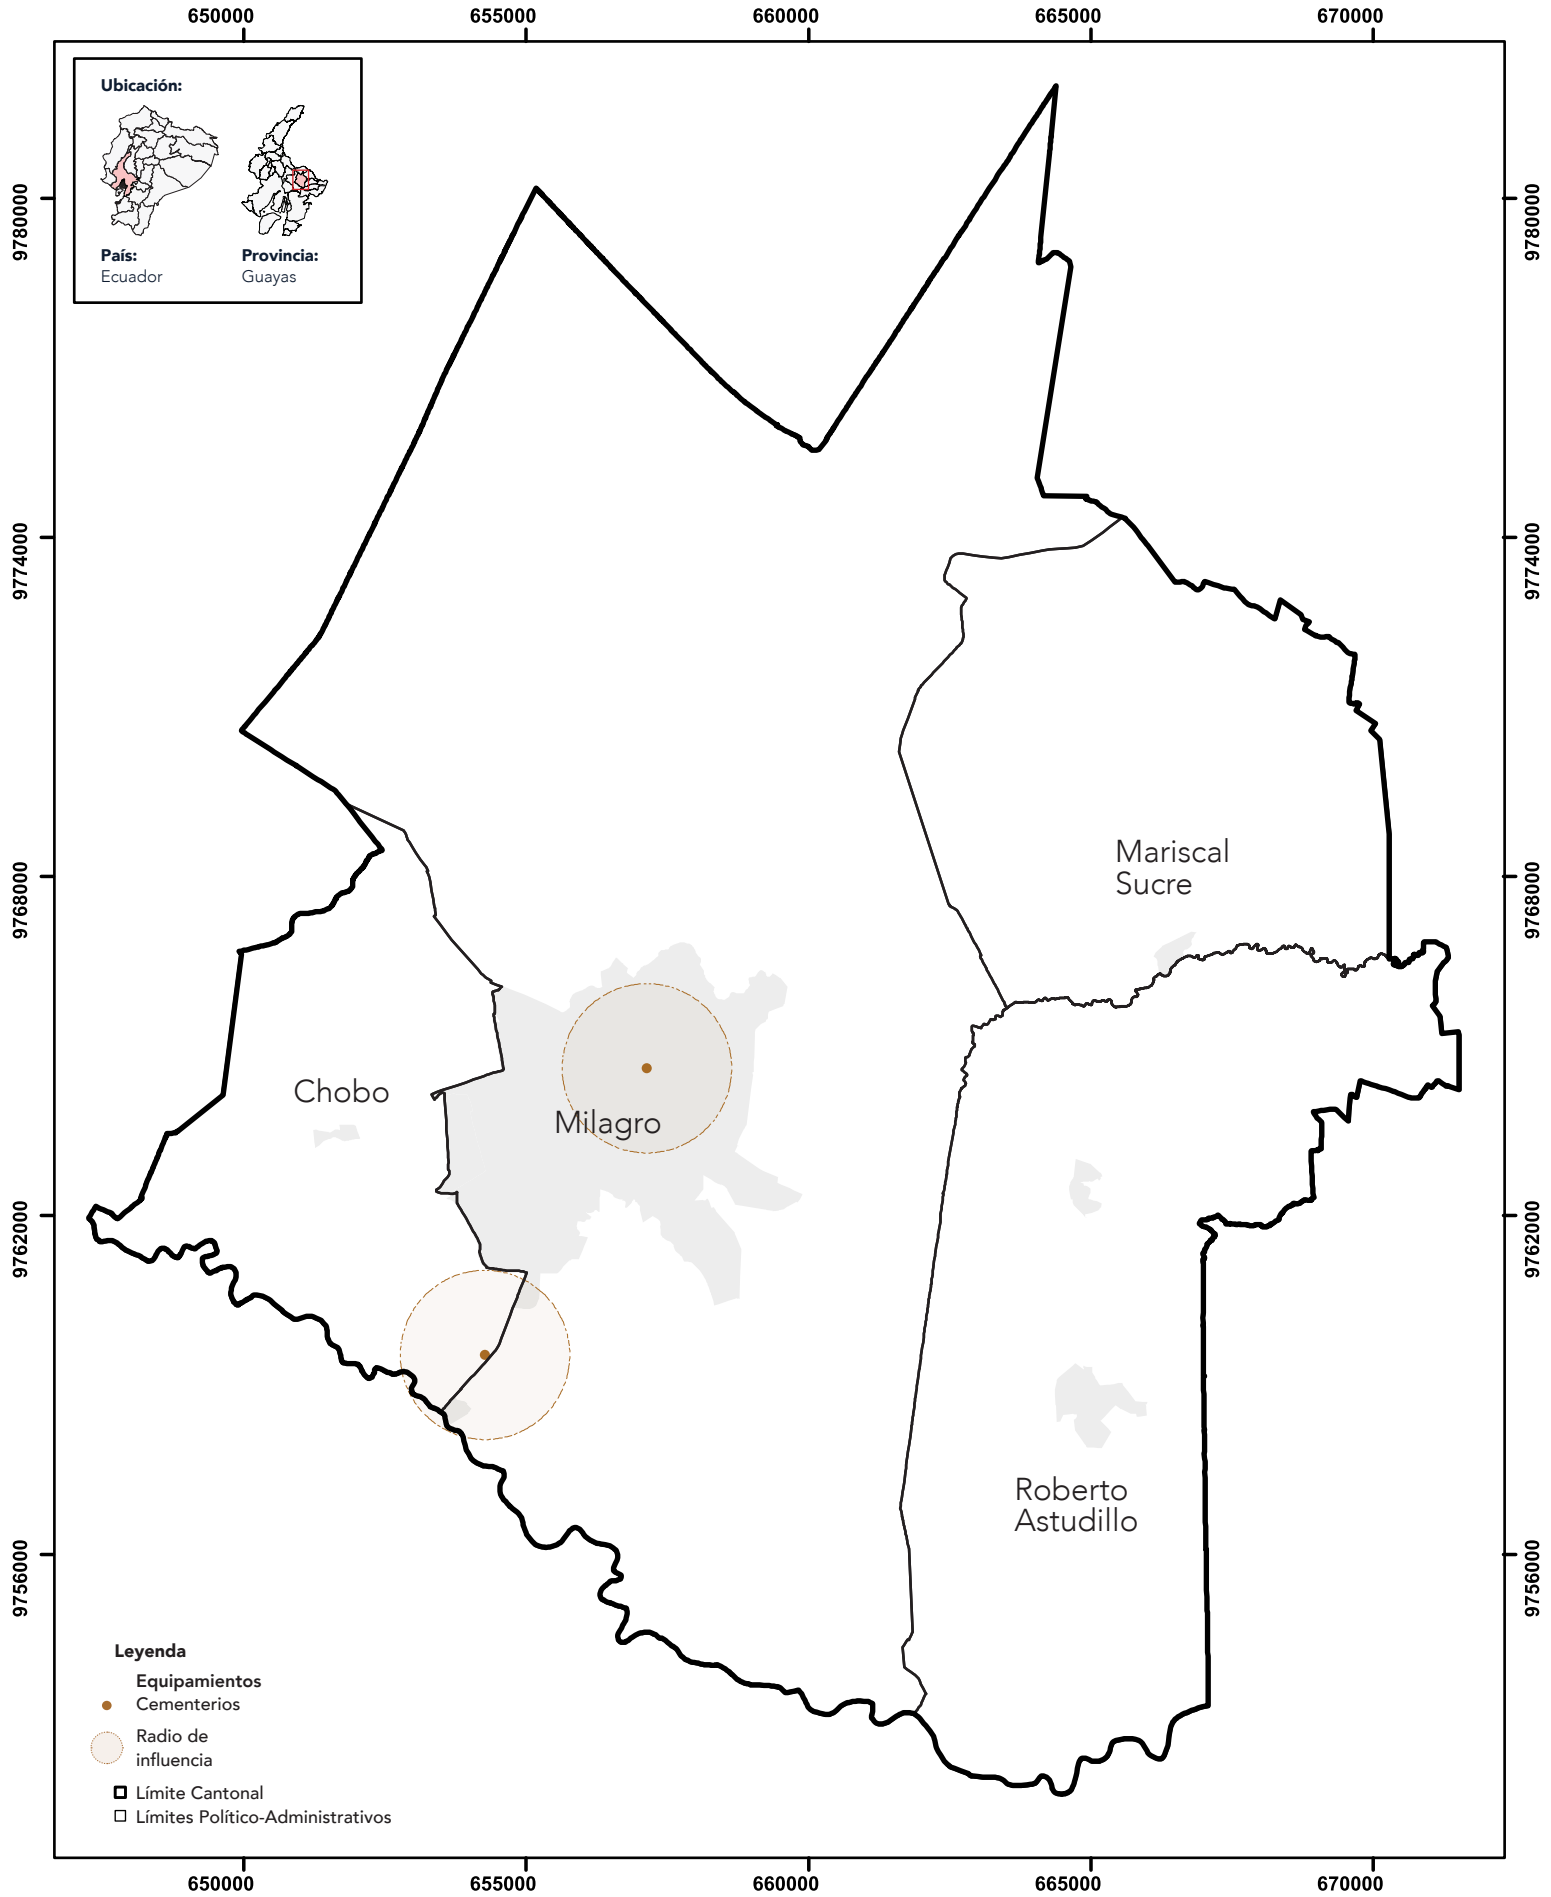 650000
655000
660000
665000
670000
Ubicación:
País:
Ecuador
Provincia:
Guayas
9780000
9780000
9774000
9774000
Mariscal
Sucre
9768000
9768000
Chobo
Milagro
9762000
9762000
Roberto
Astudillo
9756000
9756000
Leyenda
Equipamientos
Cementerios
Radio de
influencia
Límite Cantonal
Límites Político-Administrativos
650000
655000
660000
665000
670000